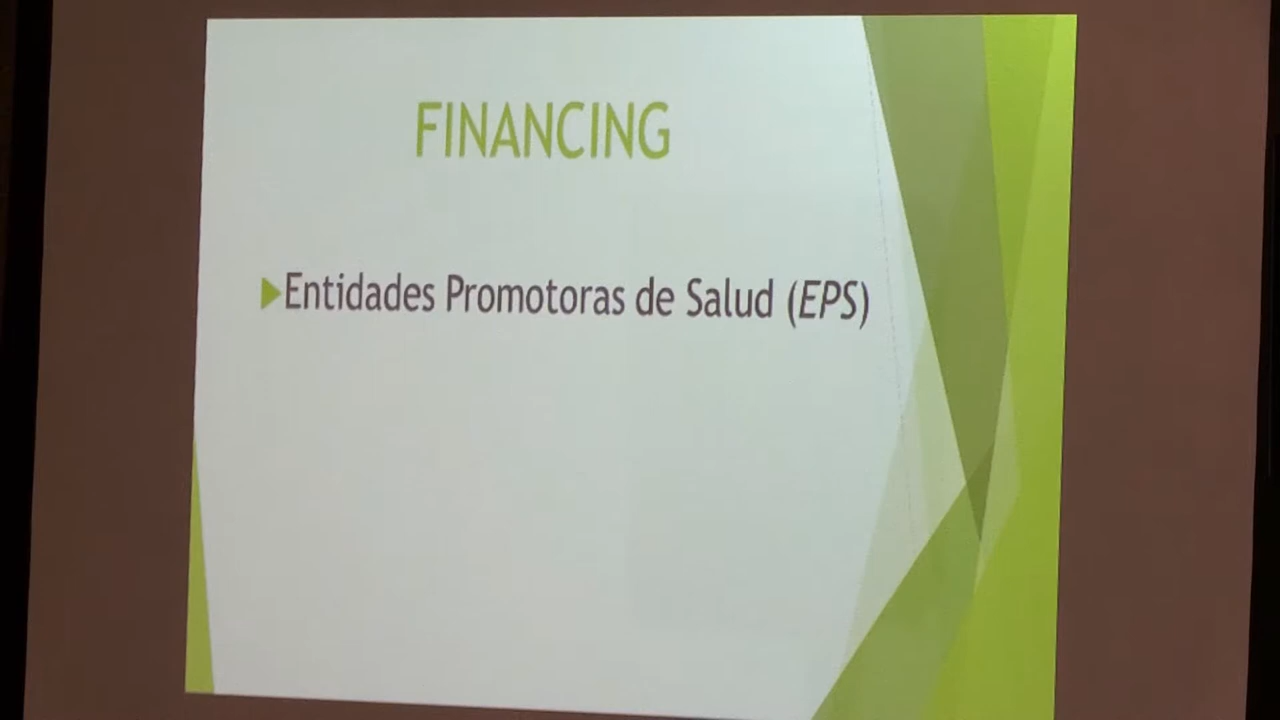 FINANCING
Entidades Promotoras de Salud (EPS)